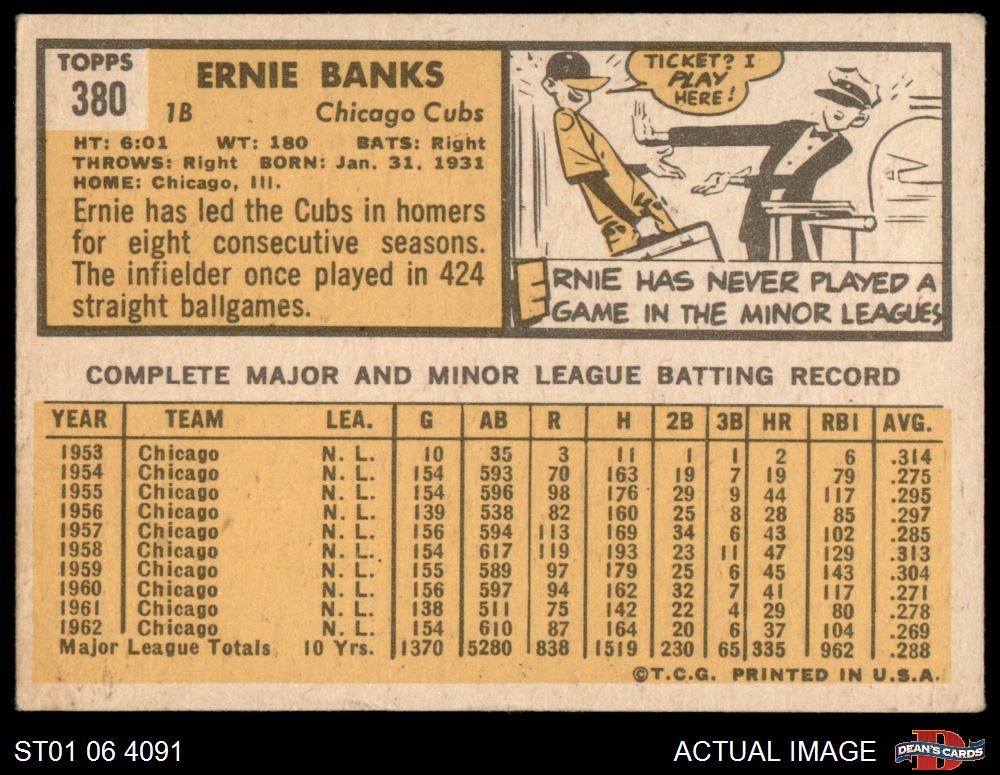 TOPPS
380
ERNIE BANKS
1B Chicago Cubs
HT: 6:01 WT: 180 BATS: Right
THROWS: Right BORN: Jan. 31, 1931
HOME: Chicago, Ill.
Ernie has led the Cubs in homers
for eight consecutive seasons.
The infielder once played in 424
straight ballgames.
TICKET? I
PLAY
HERE!
ERNIE HAS NEVER PLAYED A
GAME IN THE MINOR LEAGUES
COMPLETE MAJOR AND MINOR LEAGUE BATTING RECORD
YEAR TEAM LEA. G AB R H 2B 3B HR RBI AVG.
1953 Chicago N. L. 10 35 3 11 1 1 2 6 .314
1954 Chicago N. L. 154 593 70 163 19 7 19 79 .275
1955 Chicago N. L. 154 596 98 176 29 9 44 117 .295
1956 Chicago N. L. 139 538 82 160 25 8 28 85 .297
1957 Chicago N. L. 156 594 113 169 34 6 43 102 .285
1958 Chicago N. L. 154 617 119 193 23 11 47 129 .313
1959 Chicago N. L. 155 589 97 179 25 6 45 143 .304
1960 Chicago N. L. 156 597 94 162 32 7 41 117 .271
1961 Chicago N. L. 138 511 75 142 22 4 29 80 .278
1962 Chicago N. L. 154 610 87 164 20 6 37 104 .269
Major League Totals 10 Yrs. 1370 5280 838 1519 230 65 335 962 .288
©T.C.G. PRINTED IN U.S.A.
ST01 06 4091
ACTUAL IMAGE
DEAN'S CARDS